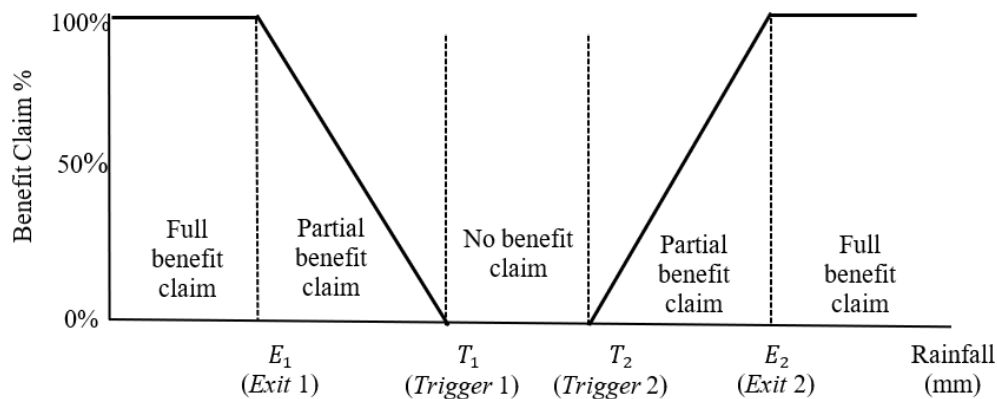 100%
Benefit Claim %
50%
0%
Full
benefit
claim
Partial
benefit
claim
No benefit
claim
Partial
benefit
claim
Full
benefit
claim
E₁
(Exit 1)
T₁
(Trigger 1)
T₂
(Trigger 2)
E₂
(Exit 2)
Rainfall
(mm)